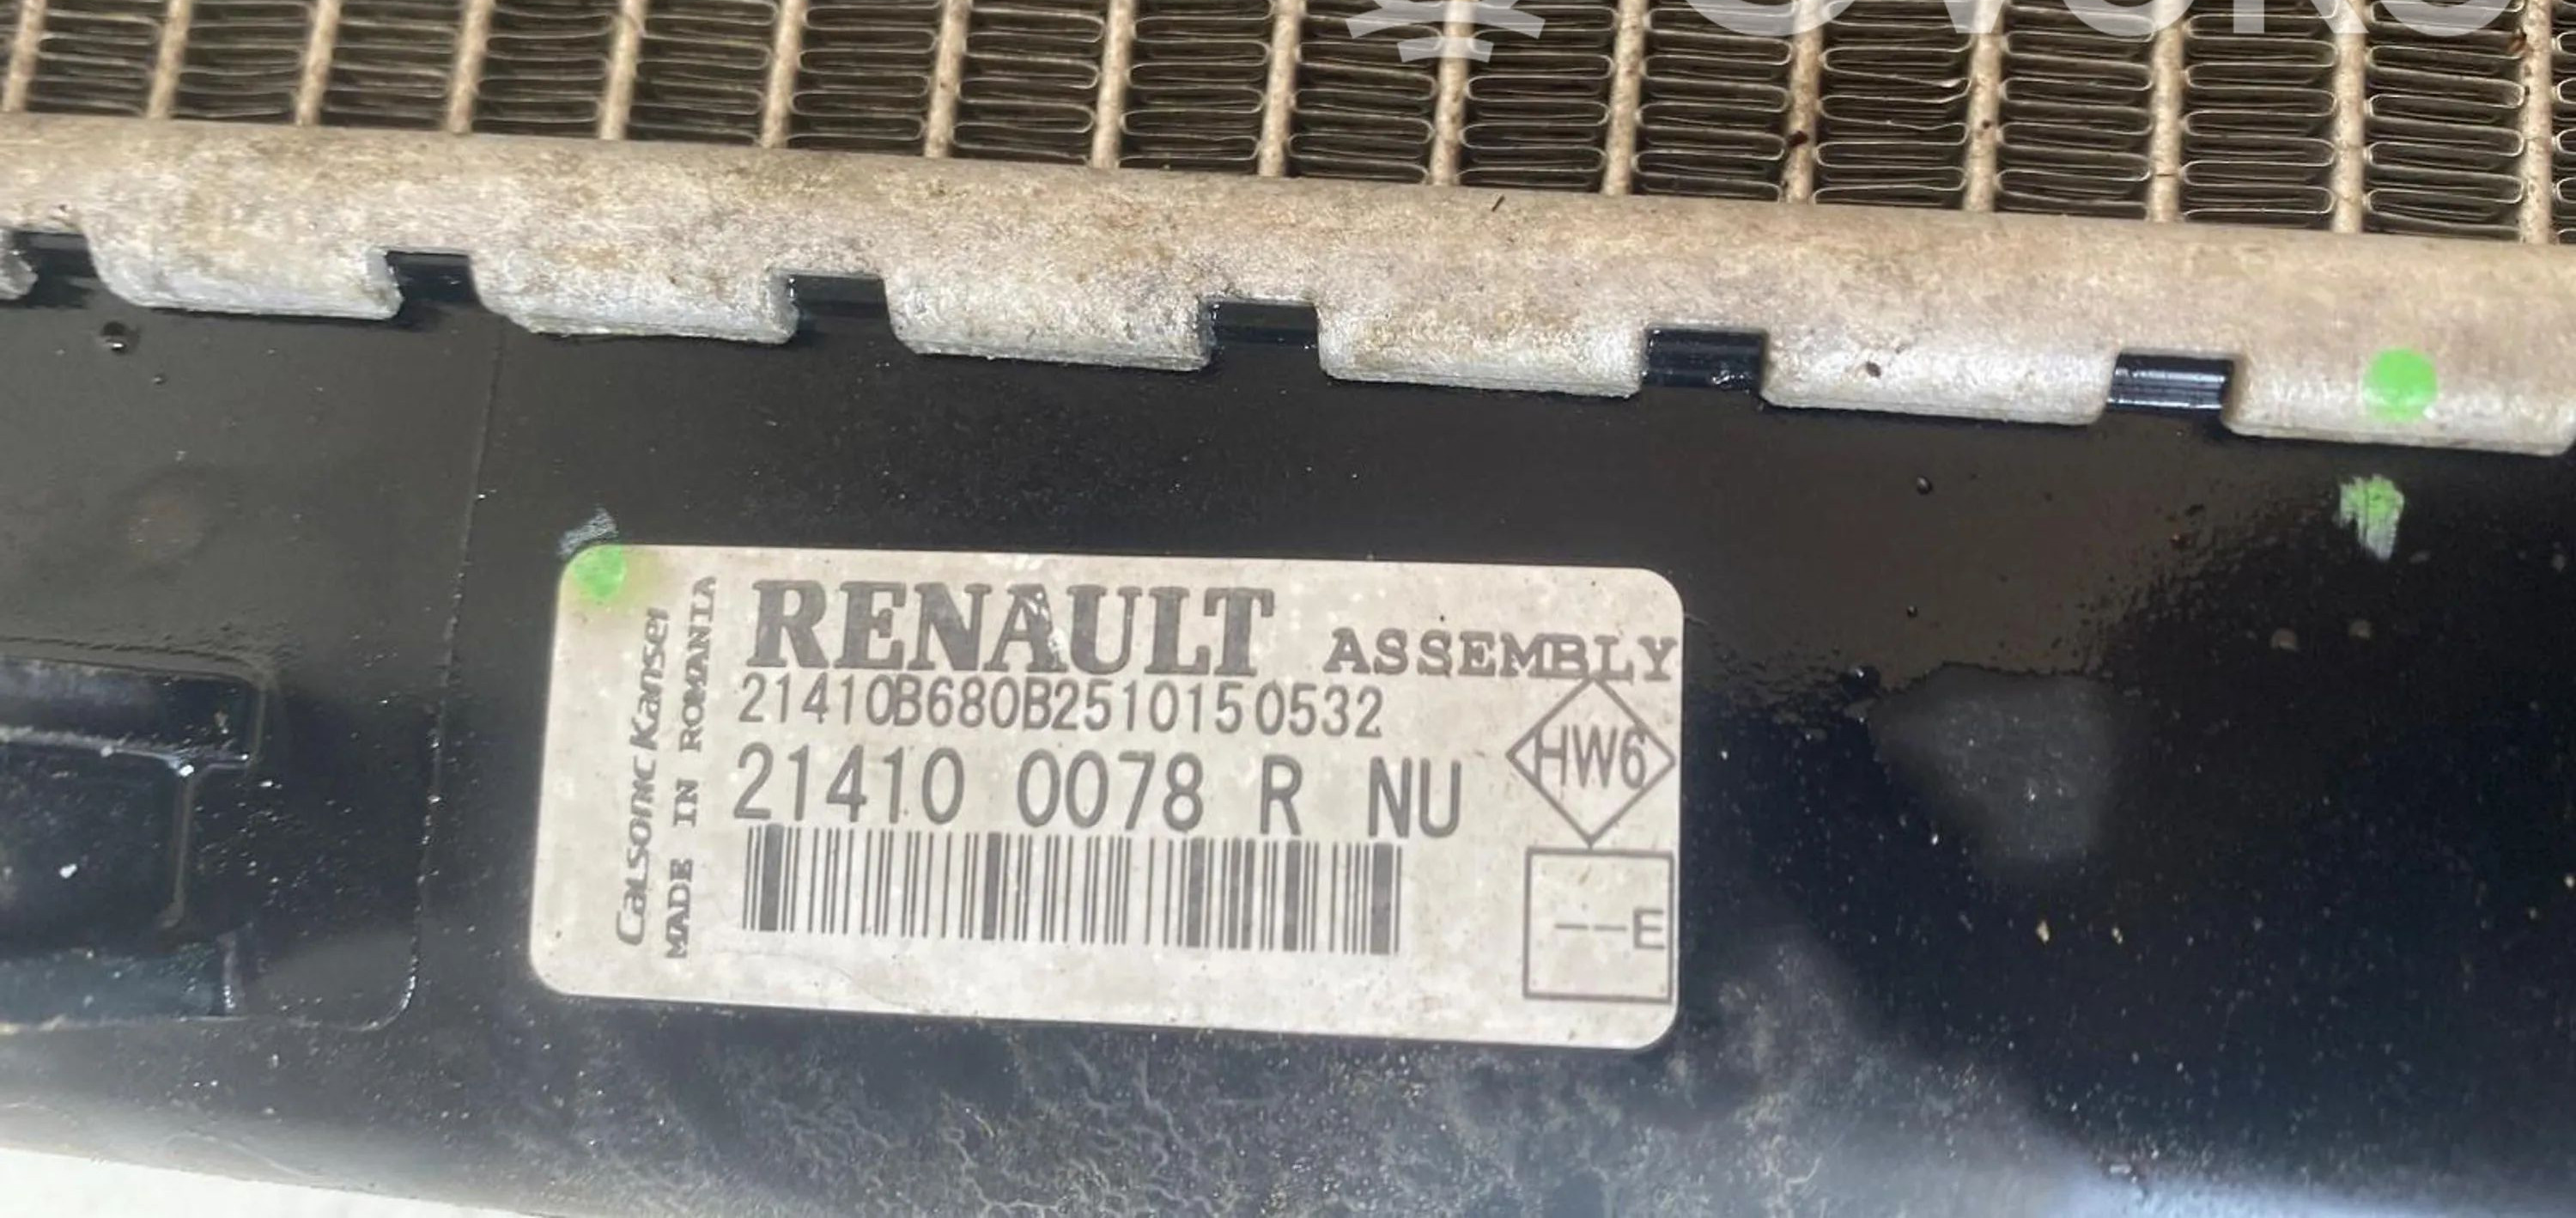 RENAULT ASSEMBLY
21410B680B2510150532
21410 0078 R NU
HW6
--E
Calsonic Kansei
MADE IN ROMANIA